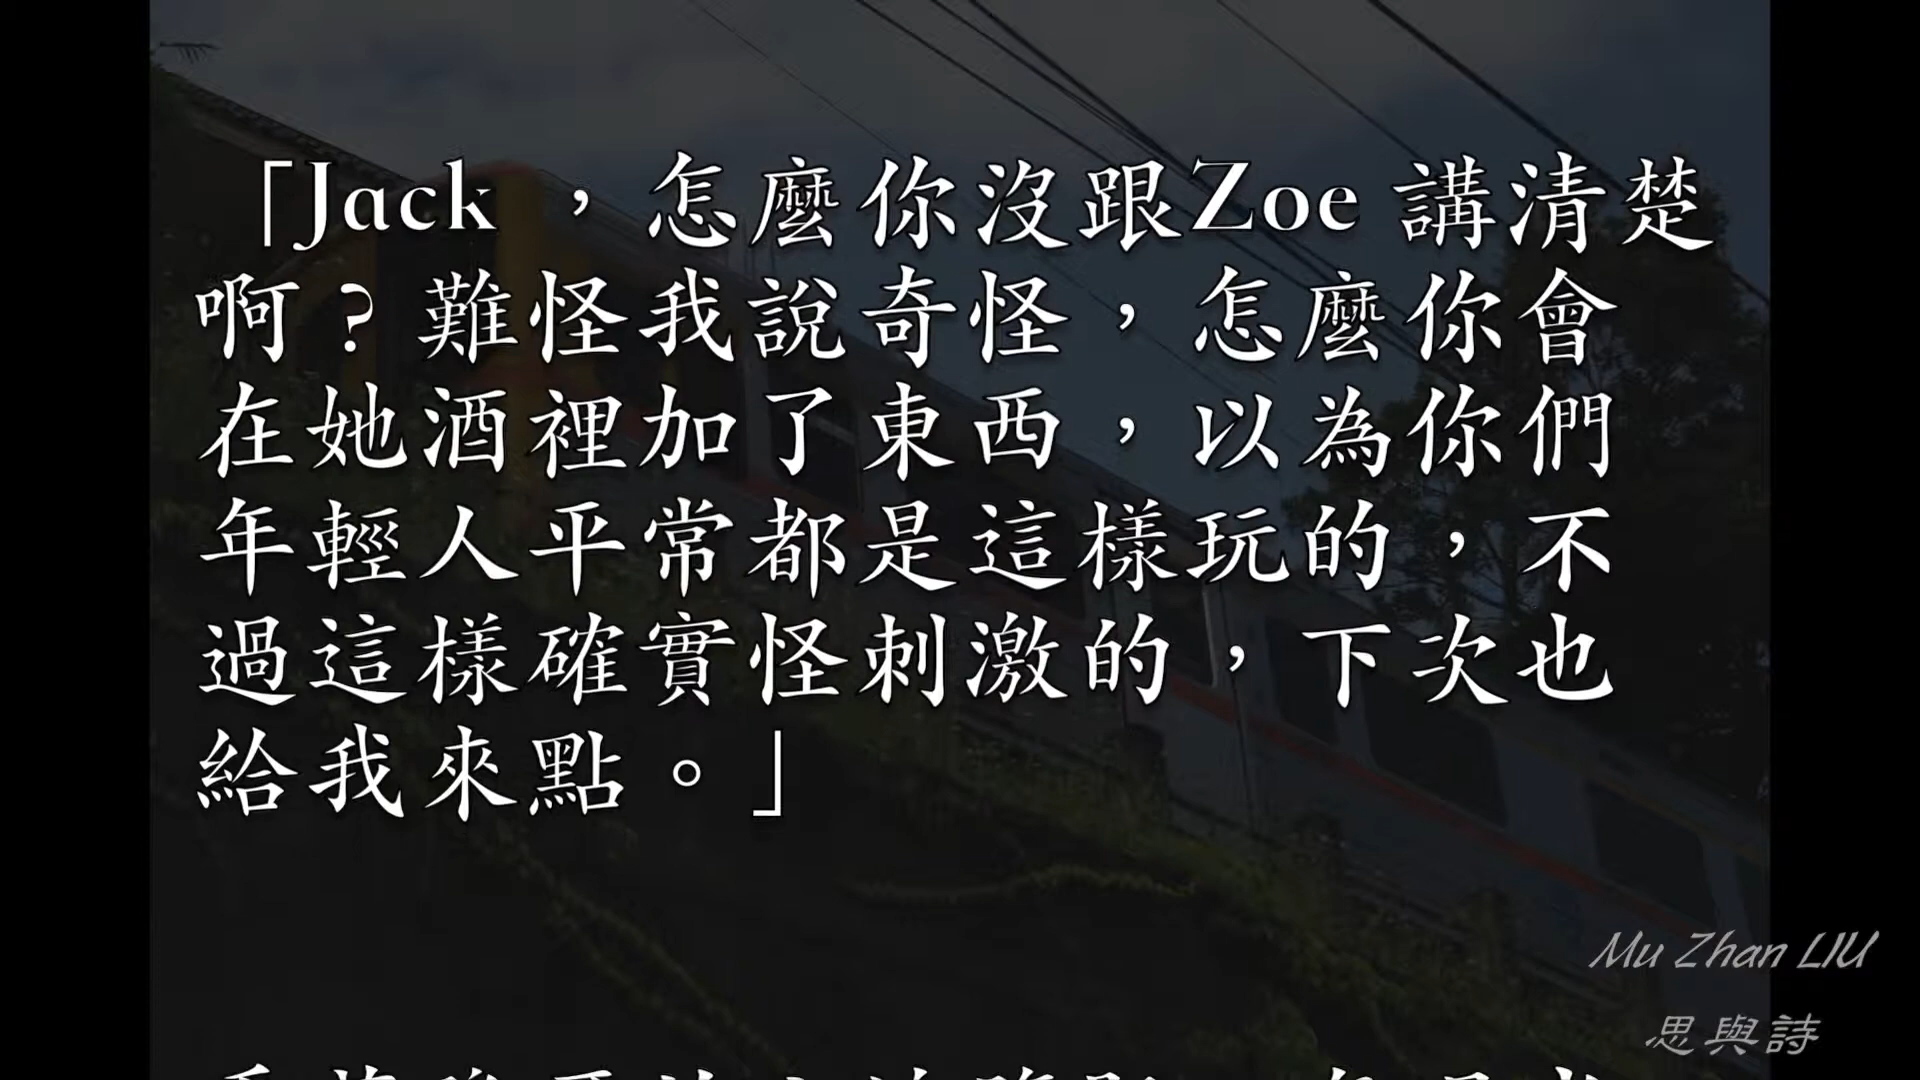 「Jack ，怎麼你沒跟Zoe 講清楚
啊？難怪我說奇怪，怎麼你會
在她酒裡加了東西，以為你們
年輕人平常都是這樣玩的，不
過這樣確實怪刺激的，下次也
給我來點。」
Mu Zhan LIU
思與詩